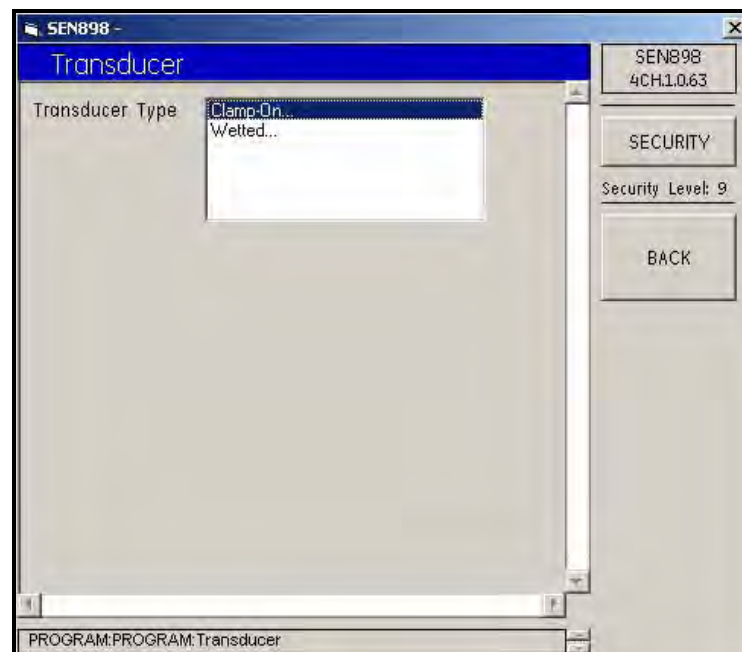 SEN898 -
Transducer
SEN898
4CH.1.0.63
Transducer Type
Clamp-On...
Wetted...
SECURITY
Security Level: 9
BACK
PROGRAM:PROGRAM:Transducer